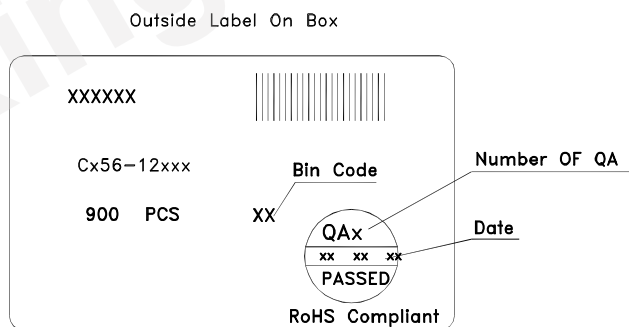 Outside Label On Box
XXXXXX
Cx56-12xxx
Bin Code
Number OF QA
900 PCS
XX
QAx
Date
xx xx xx
PASSED
RoHS Compliant